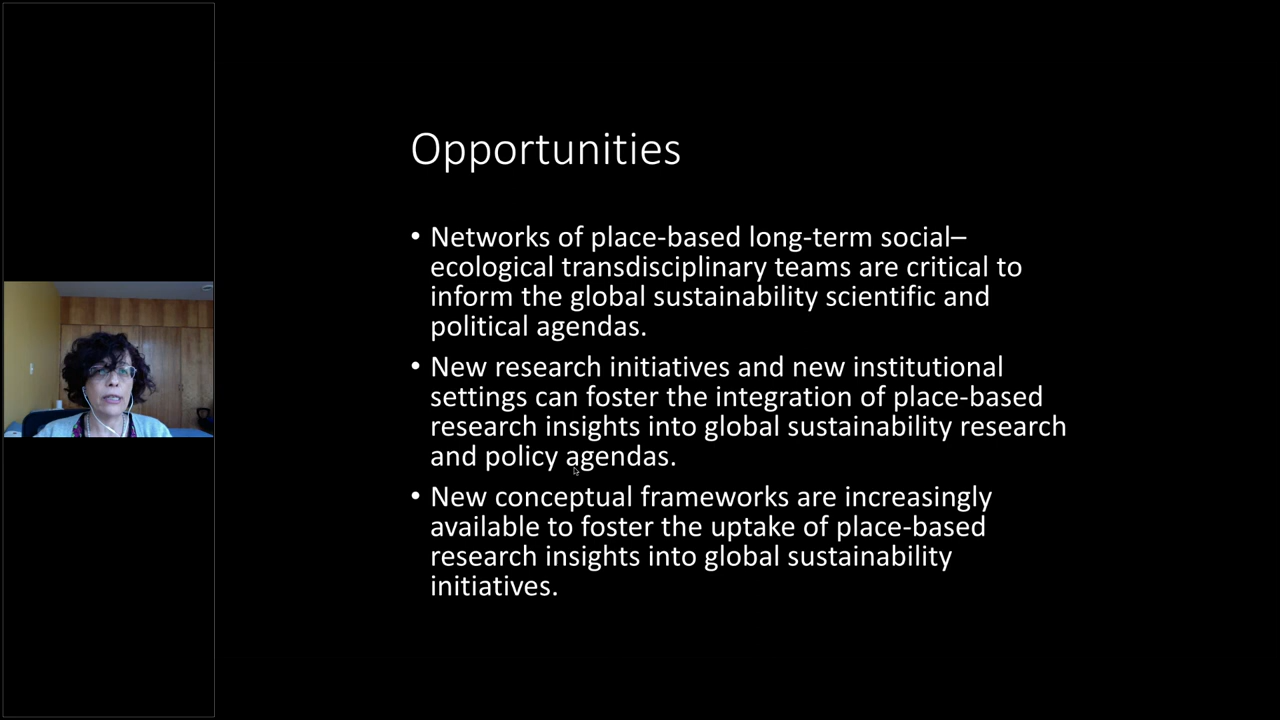 Opportunities
• Networks of place-based long-term social–
ecological transdisciplinary teams are critical to
inform the global sustainability scientific and
political agendas.
• New research initiatives and new institutional
settings can foster the integration of place-based
research insights into global sustainability research
and policy agendas.
• New conceptual frameworks are increasingly
available to foster the uptake of place-based
research insights into global sustainability
initiatives.